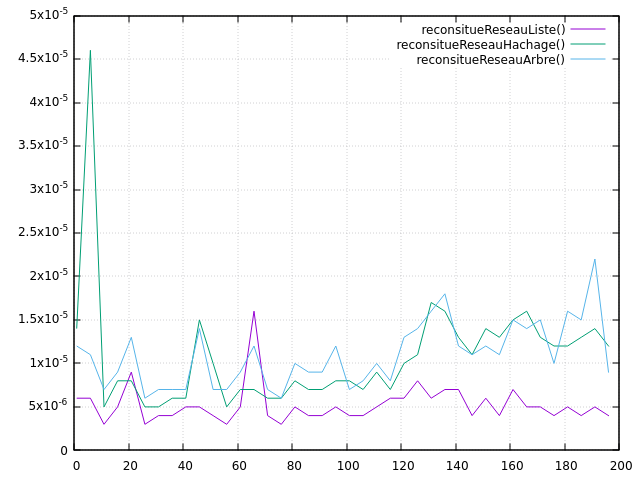 5x10⁻⁵
4.5x10⁻⁵
4x10⁻⁵
3.5x10⁻⁵
3x10⁻⁵
2.5x10⁻⁵
2x10⁻⁵
1.5x10⁻⁵
1x10⁻⁵
5x10⁻⁶
0
reconsitueReseauListe()
reconsitueReseauHachage()
reconsitueReseauArbre()
0 20 40 60 80 100 120 140 160 180 200